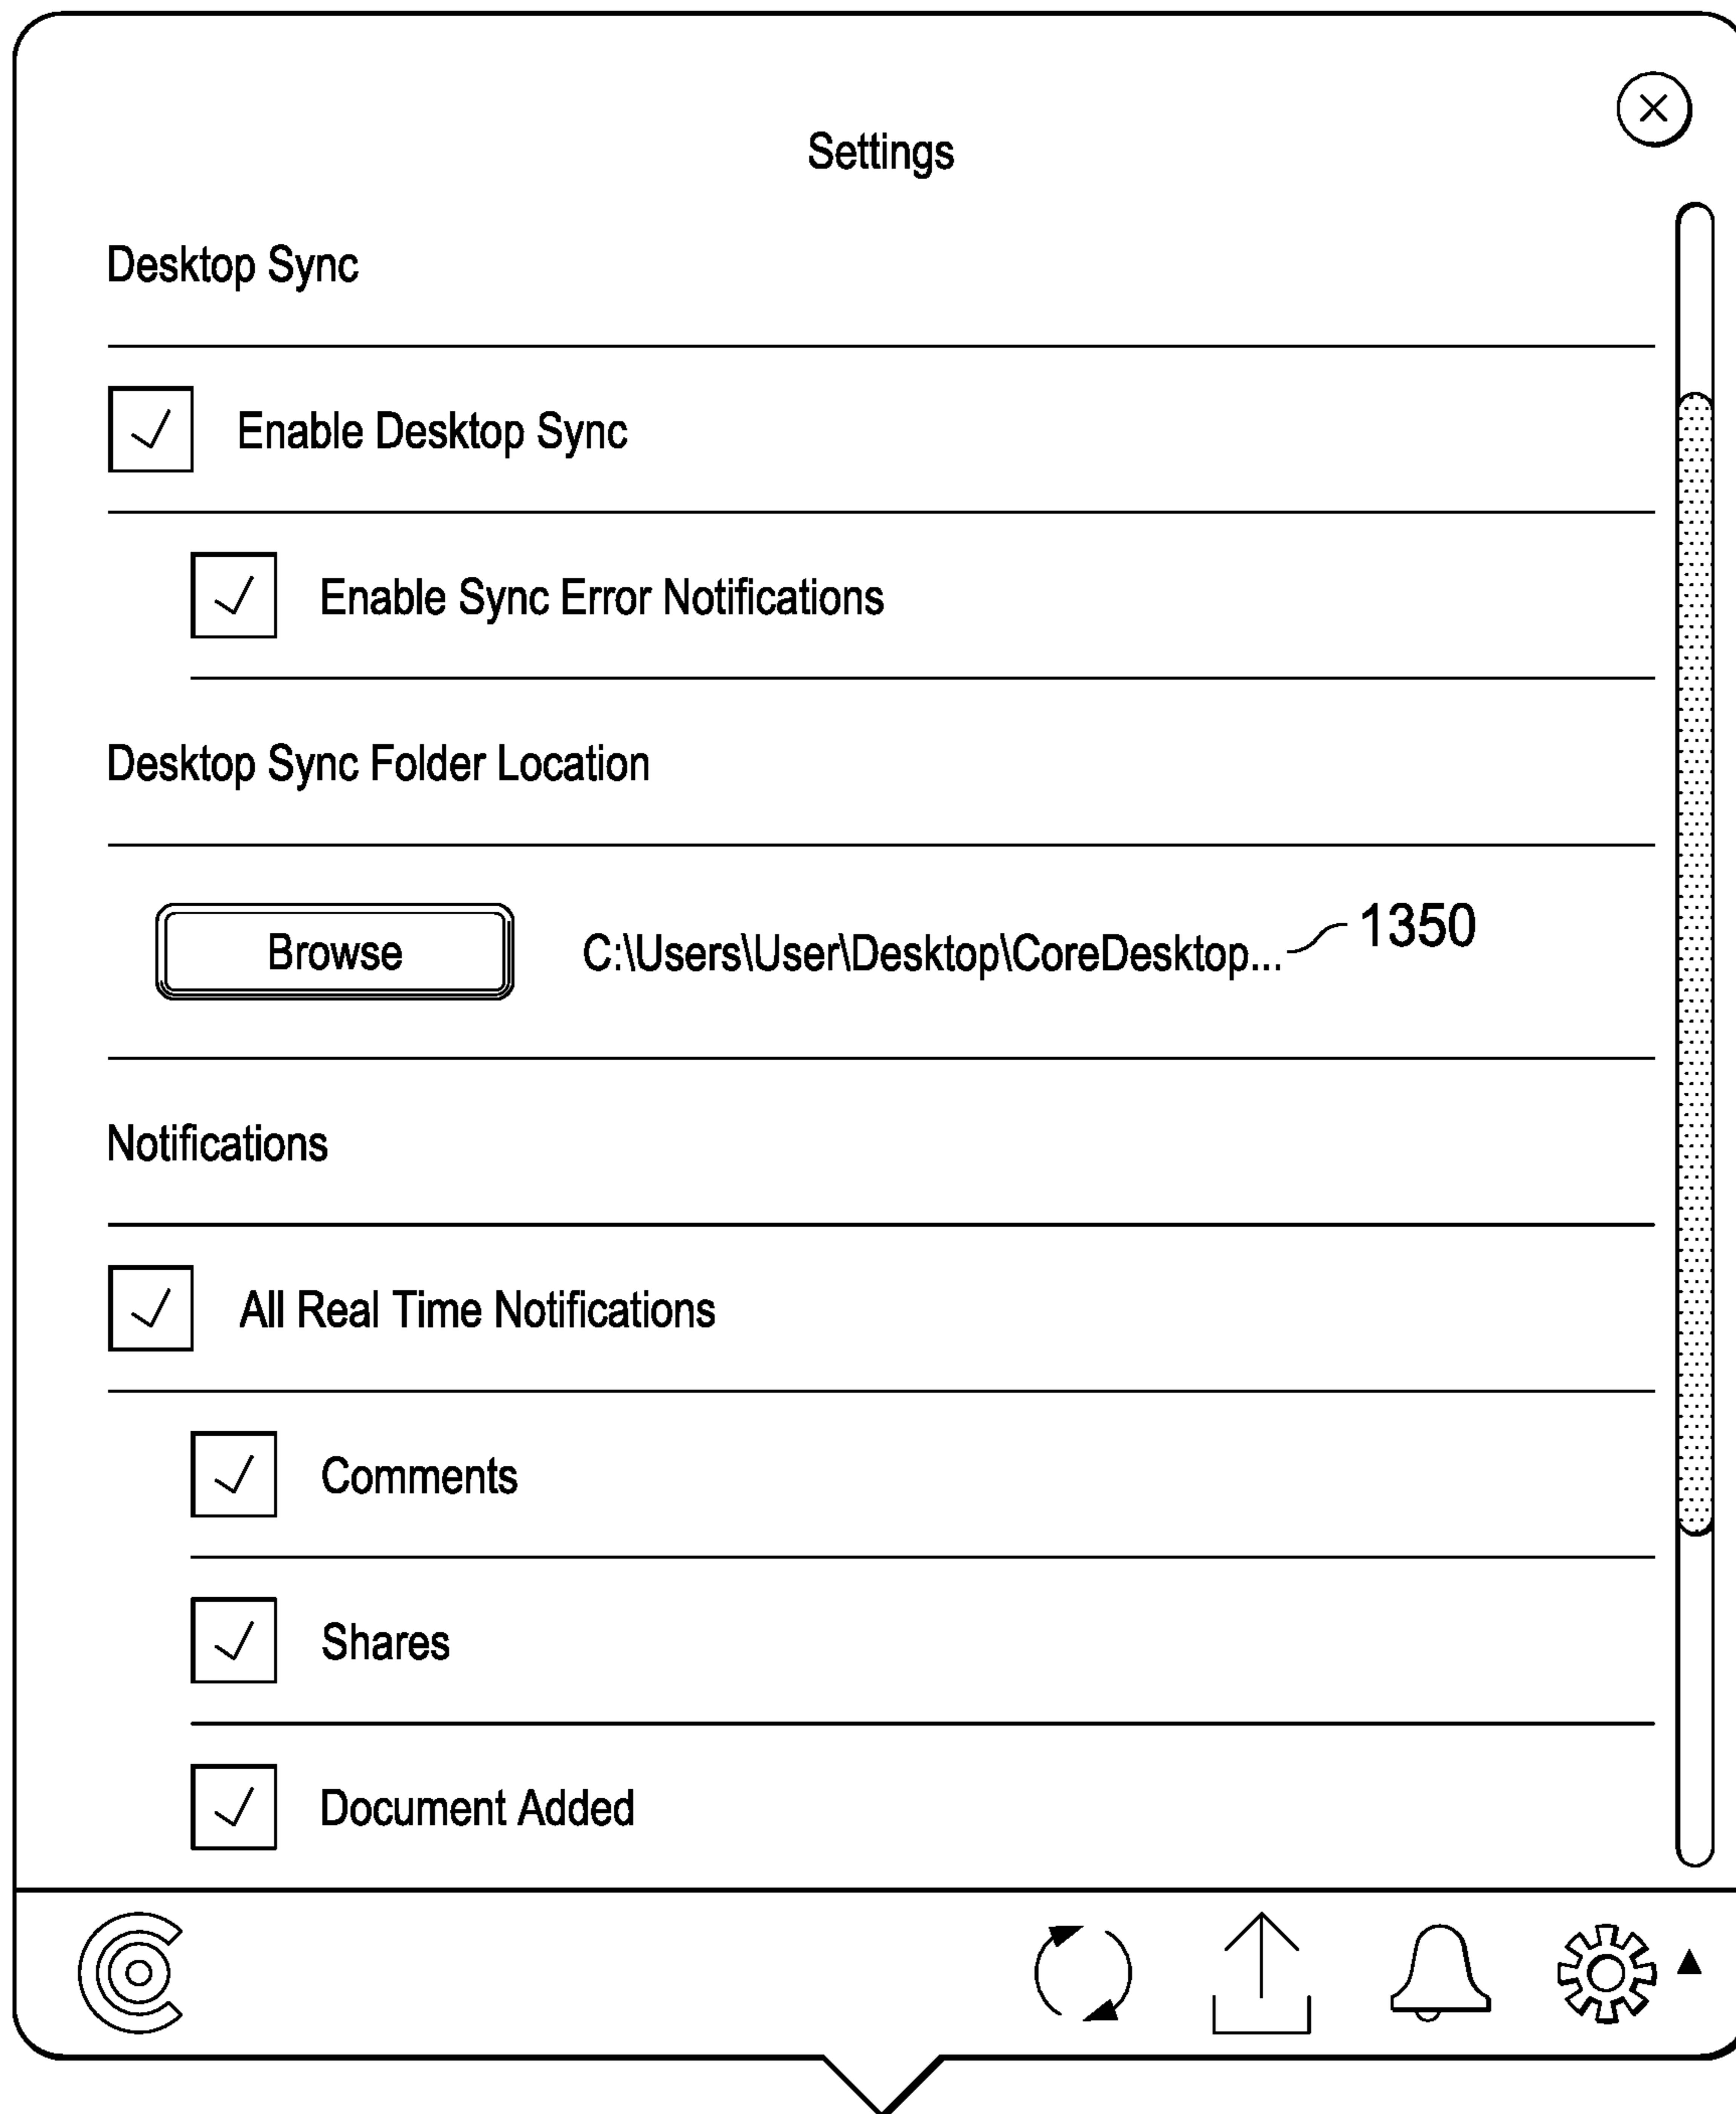 Settings
Desktop Sync
Enable Desktop Sync
Enable Sync Error Notifications
Desktop Sync Folder Location
Browse C:\Users\User\Desktop\CoreDesktop... 1350
Notifications
All Real Time Notifications
Comments
Shares
Document Added